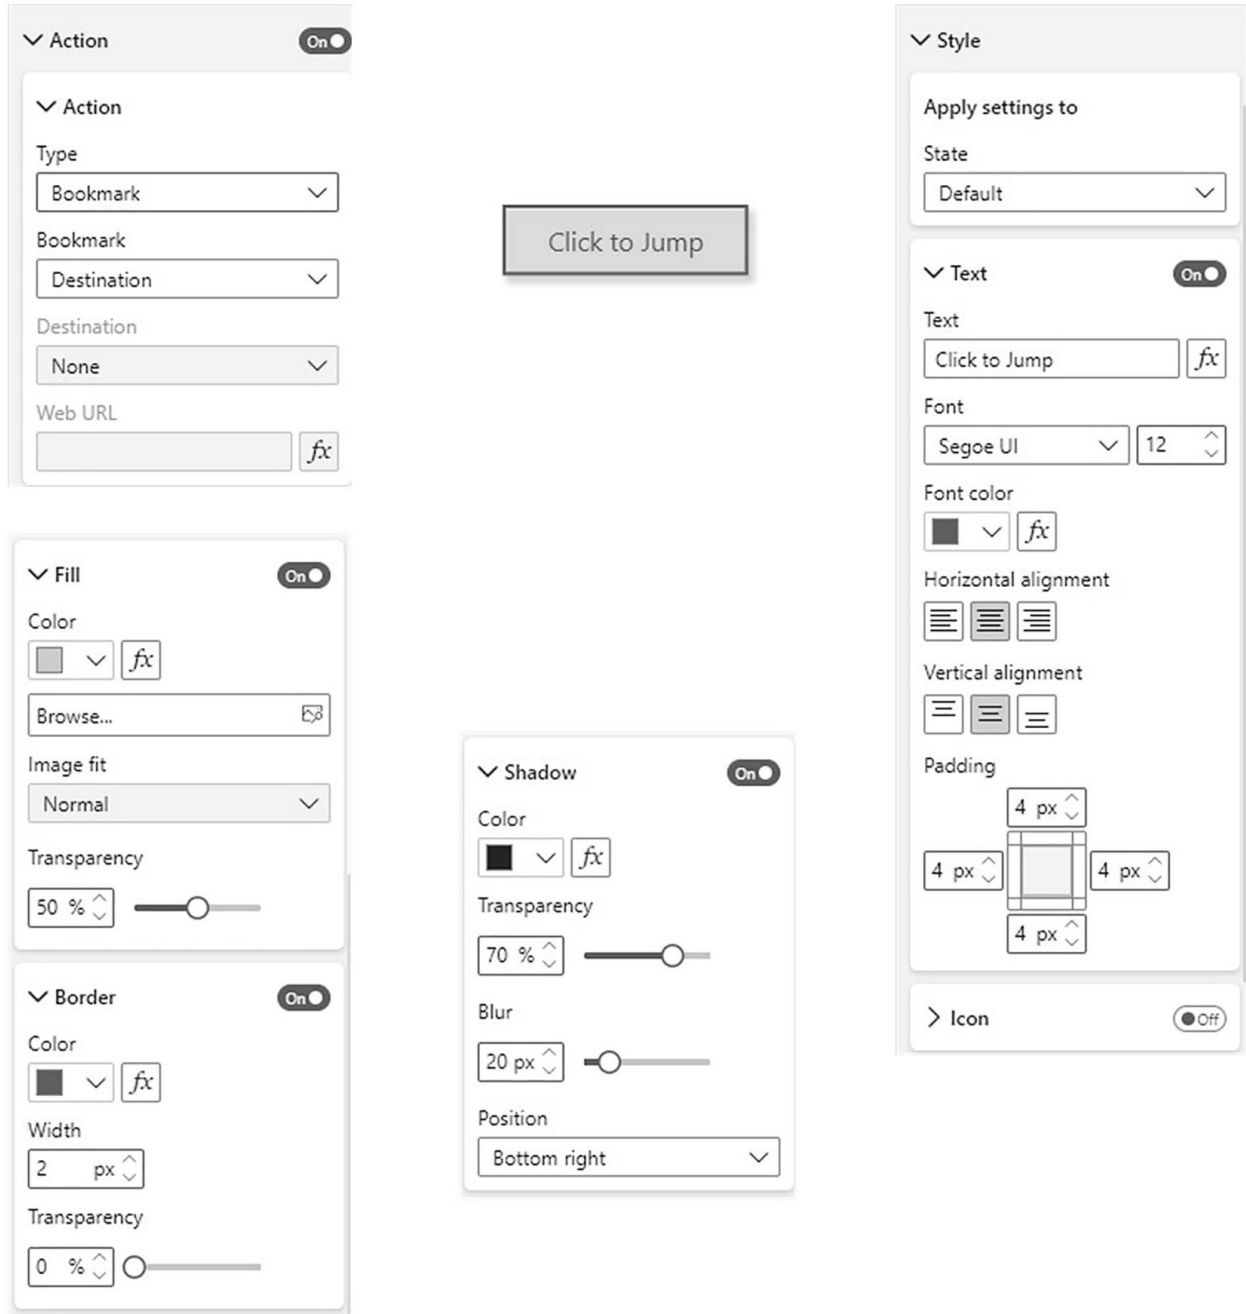 Action On
Action
Type
Bookmark
Bookmark
Destination
Destination
None
Web URL
fx
Fill On
Color
fx
Browse...
Image fit
Normal
Transparency
50 %
Border On
Color
fx
Width
2 px
Transparency
0 %
Click to Jump
Shadow On
Color
fx
Transparency
70 %
Blur
20 px
Position
Bottom right
Style
Apply settings to
State
Default
Text On
Text
Click to Jump fx
Font
Segoe UI 12
Font color
fx
Horizontal alignment
Vertical alignment
Padding
4 px
4 px 4 px
4 px
Icon Off